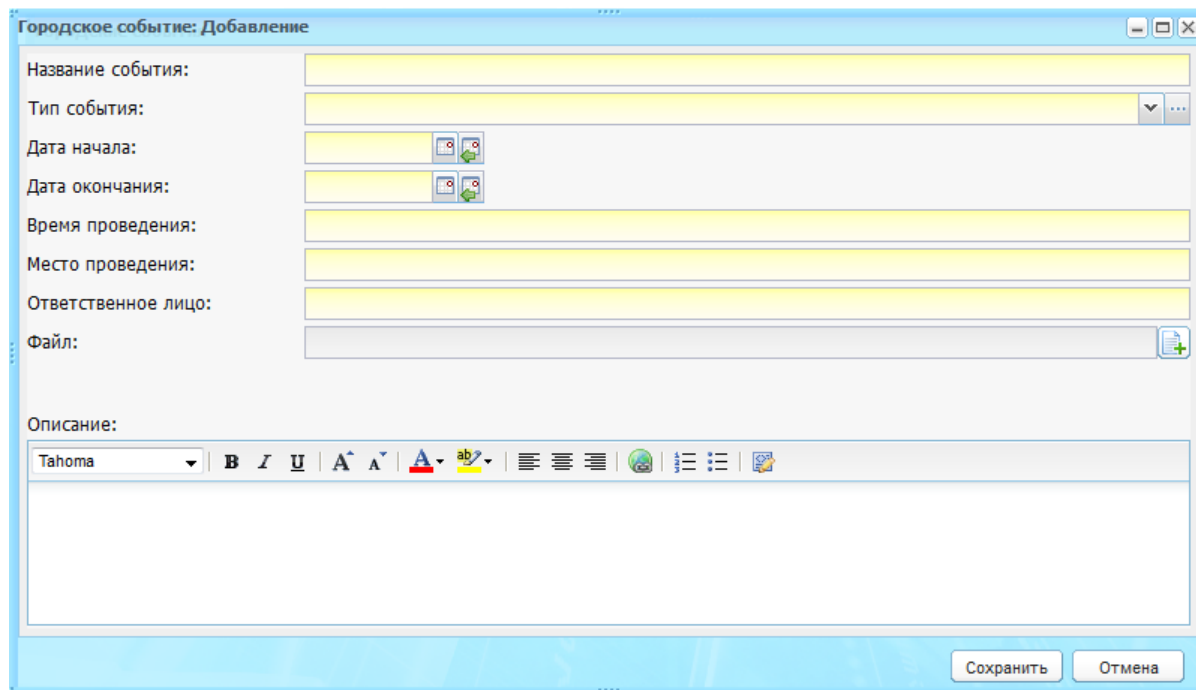 Городское событие: Добавление
Название события:
Тип события:
Дата начала:
Дата окончания:
Время проведения:
Место проведения:
Ответственное лицо:
Файл:
Описание:
Tahoma B I U A A A ab
Сохранить Отмена